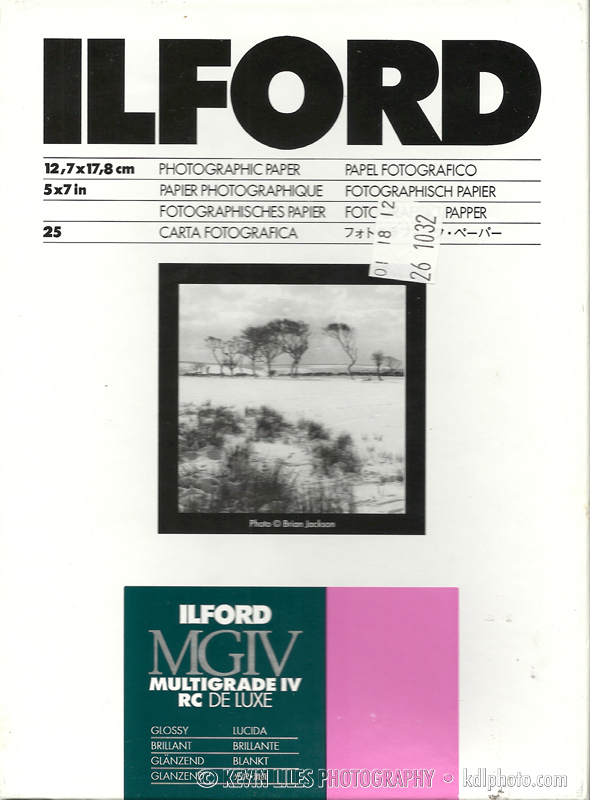 ILFORD
12,7x17,8 cm PHOTOGRAPHIC PAPER PAPEL FOTOGRAFICO
5x7 in PAPIER PHOTOGRAPHIQUE FOTOGRAPHISCH PAPIER
FOTOGRAPHISCHES PAPIER PAPPER
25 CARTA FOTOGRAFICA ・ペーパー
01 18 12
26 1032
Photo © Brian Jackson
ILFORD
MGIV
MULTIGRADE IV
RC DE LUXE
GLOSSY LUCIDA
BRILLANT BRILLANTE
GLÄNZEND BLANKT
GLANZEND
© KEVIN LILES PHOTOGRAPHY • kdlphoto.com